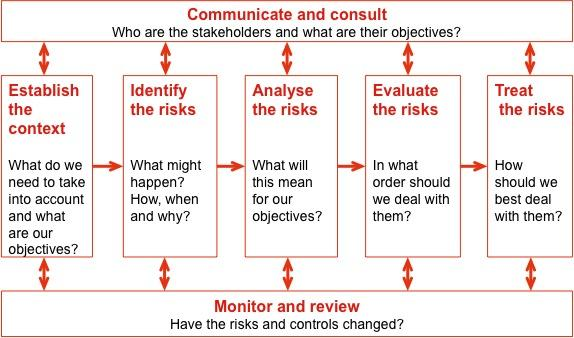 Communicate and consult
Who are the stakeholders and what are their objectives?
Establish
the
context
What do we
need to take
into account
and what
are our
objectives?
Identify
the risks
What might
happen?
How, when
and why?
Analyse
the risks
What will
this mean
for our
objectives?
Evaluate
the risks
In what
order should
we deal with
them?
Treat
the risks
How
should we
best deal
with them?
Monitor and review
Have the risks and controls changed?